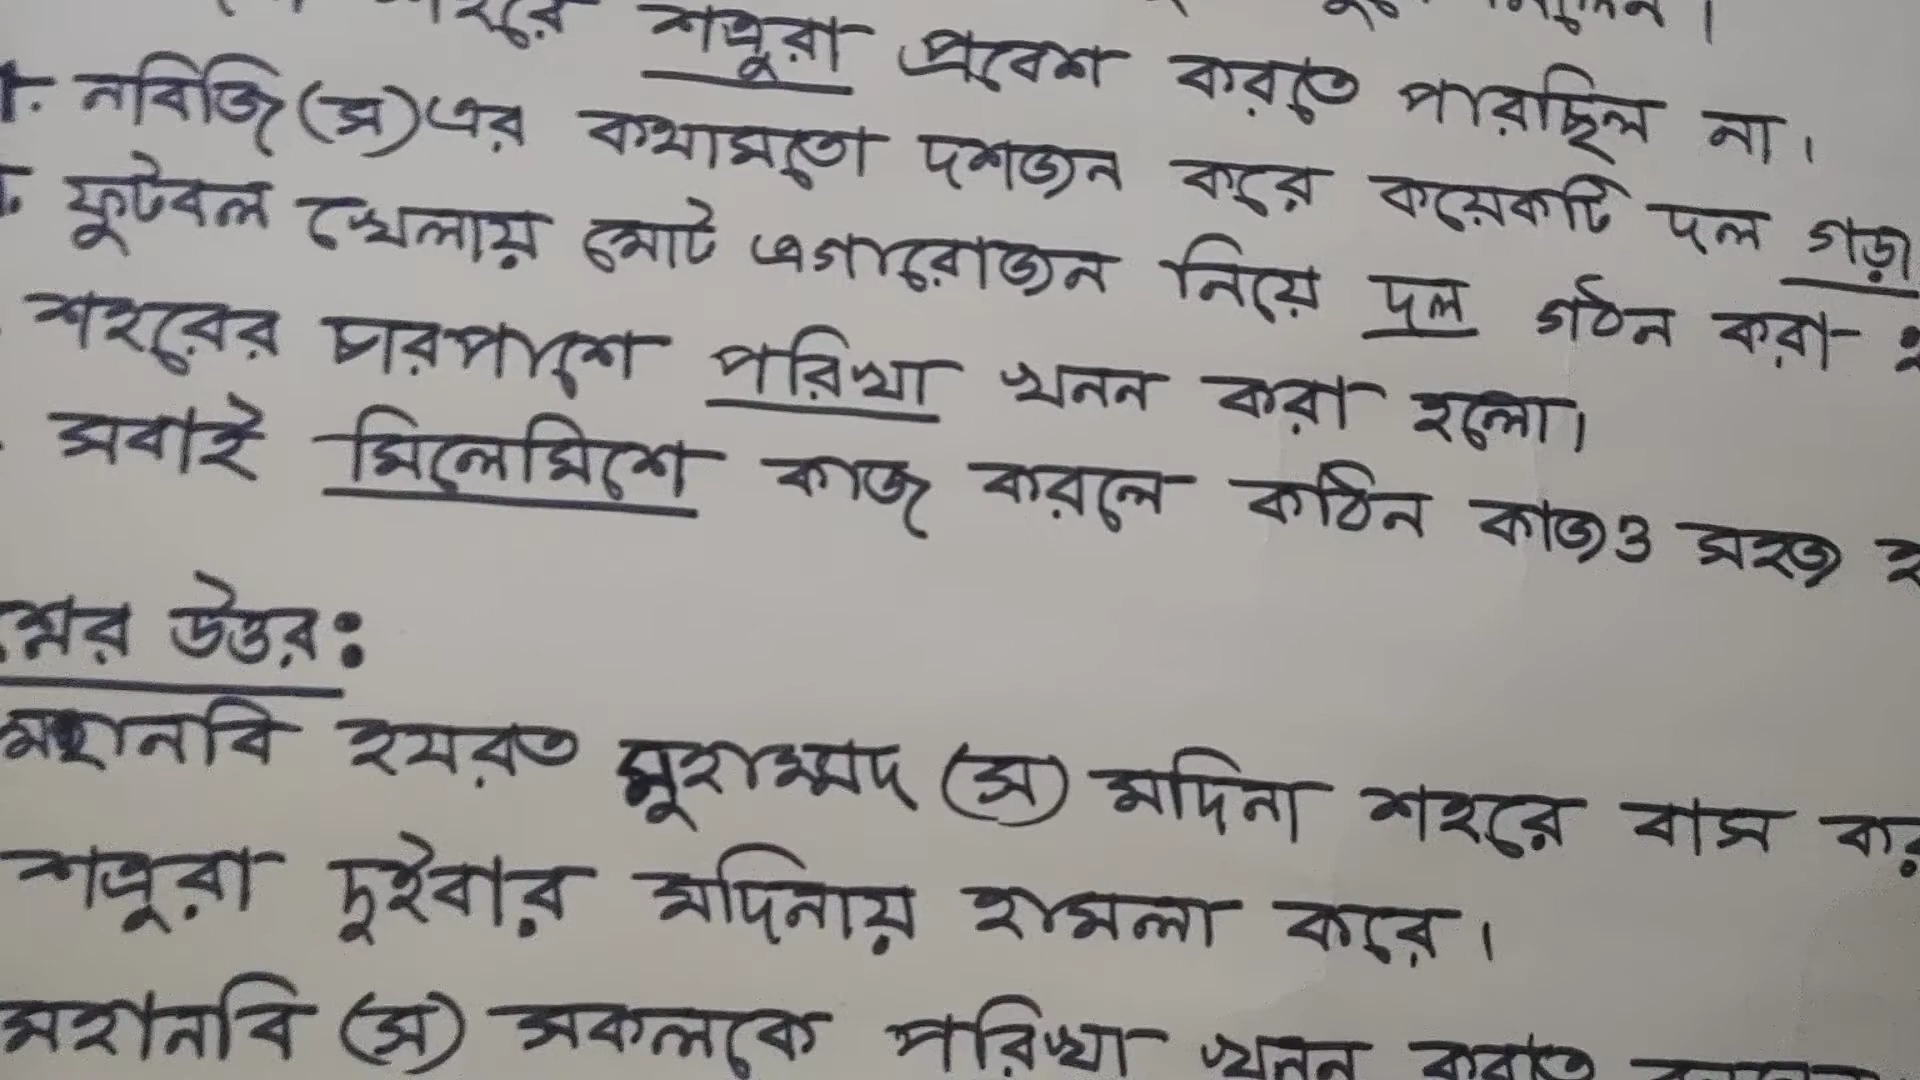 শত্রুরা প্রবেশ করতে পারছিল না।
নবিজি (স) এর কথামতো দশজন করে কয়েকটি দল গড়া
ফুটবল খেলায় মোট এগারোজন নিয়ে দল গঠন করা
শহরের চারপাশে পরিখা খনন করা হলো।
সবাই মিলেমিশে কাজ করলে কঠিন কাজও সহজ
উত্তর:
মহানবি হযরত মুহাম্মদ (স) মদিনা শহরে বাস কর
শত্রুরা দুইবার মদিনায় হামলা করে।
মহানবি (স) সকলকে পরিখা খনন করতে